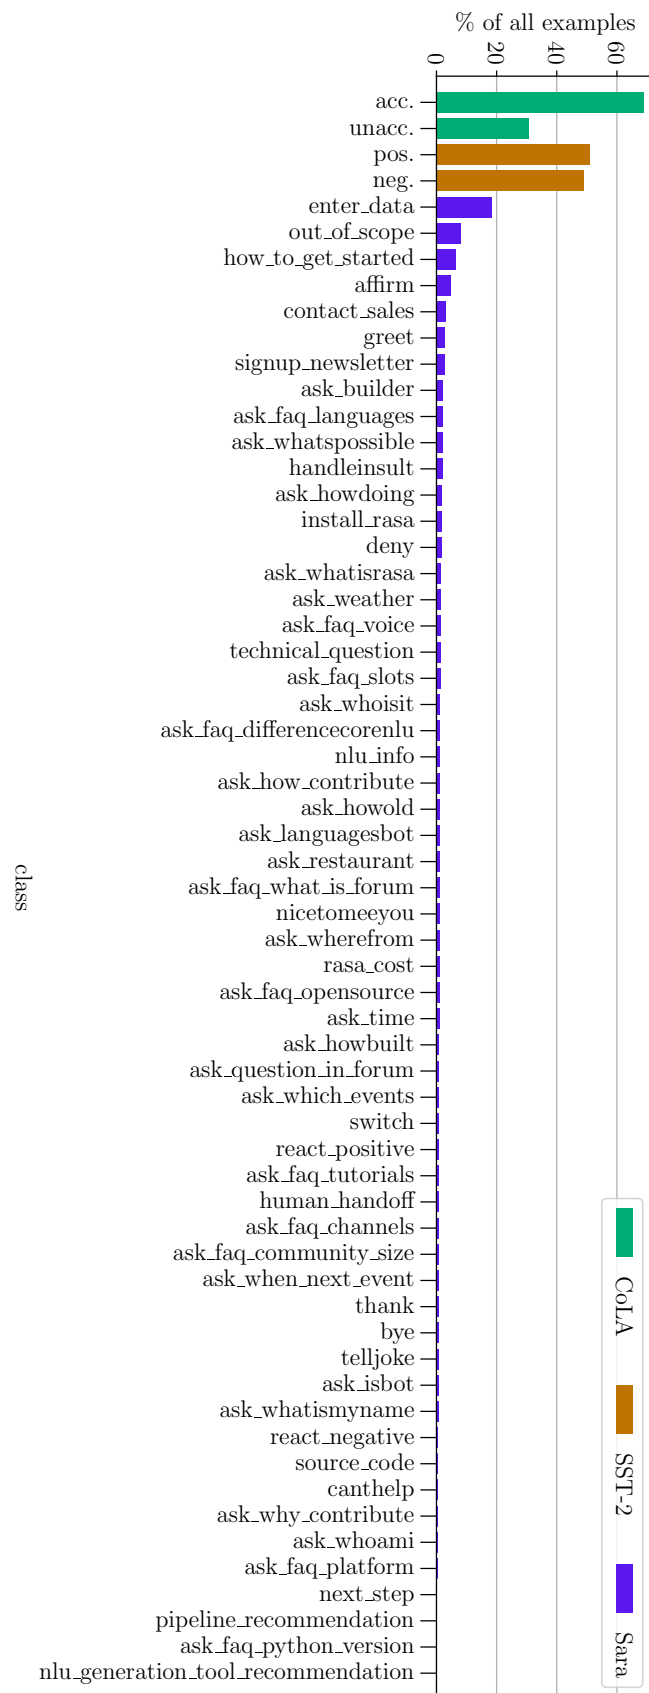 % of all examples
0
20
40
60
acc.
unacc.
pos.
neg.
enter_data
out_of_scope
how_to_get_started
affirm
contact_sales
greet
signup_newsletter
ask_builder
ask_faq_languages
ask_whatspossible
handleinsult
ask_howdoing
install_rasa
deny
ask_whatisrasa
ask_weather
ask_faq_voice
technical_question
ask_faq_slots
ask_whoisit
ask_faq_differencecorenlu
nlu_info
ask_how_contribute
ask_howold
ask_languagesbot
ask_restaurant
ask_faq_what_is_forum
nicetomeeyou
ask_wherefrom
rasa_cost
ask_faq_opensource
ask_time
ask_howbuilt
ask_question_in_forum
ask_which_events
switch
react_positive
ask_faq_tutorials
human_handoff
ask_faq_channels
ask_faq_community_size
ask_when_next_event
thank
bye
telljoke
ask_isbot
ask_whatismyname
react_negative
source_code
canthelp
ask_why_contribute
ask_whoami
ask_faq_platform
next_step
pipeline_recommendation
ask_faq_python_version
nlu_generation_tool_recommendation
class
CoLA
SST-2
Sara